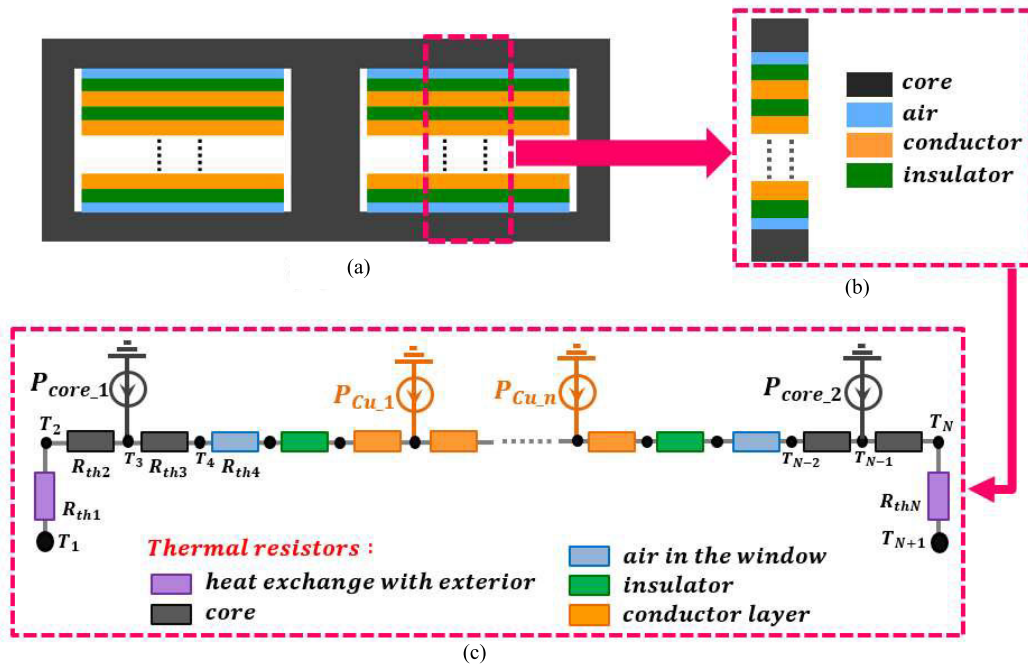 core
air
conductor
insulator
(a)
(b)
P_core_1
P_Cu_1
P_Cu_n
P_core_2
T_2
R_th2
T_3
R_th3
T_4
R_th4
T_N-2
T_N-1
T_N
R_th1
R_thN
T_1
T_N+1
Thermal resistors :
heat exchange with exterior
core
air in the window
insulator
conductor layer
(c)